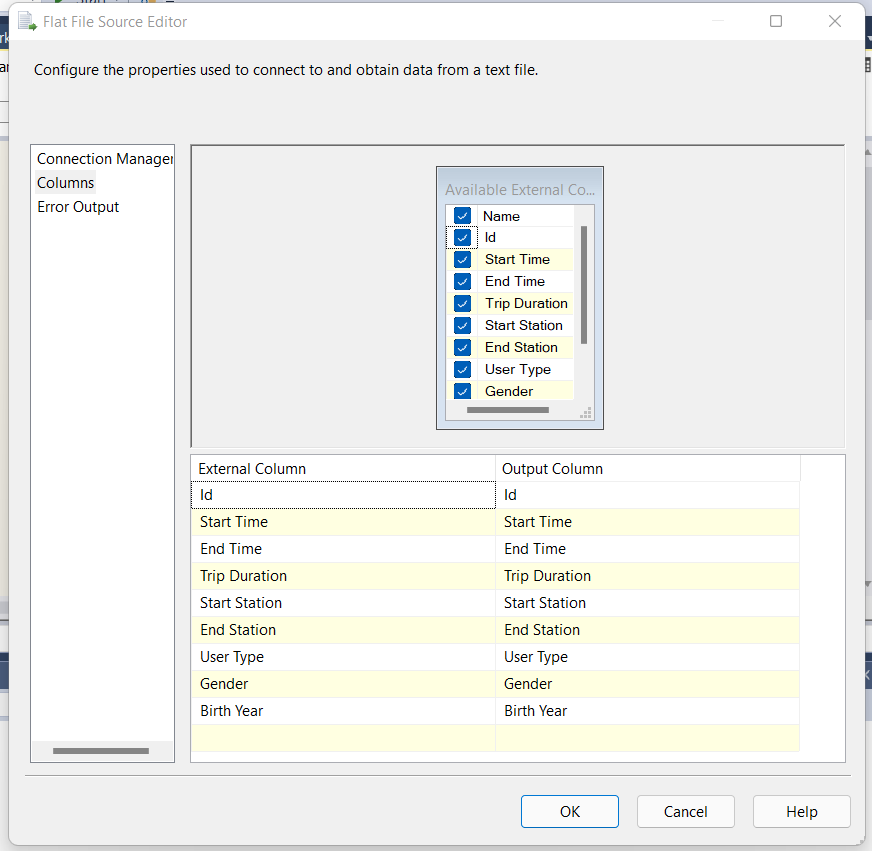 Flat File Source Editor
Configure the properties used to connect to and obtain data from a text file.
Connection Manager
Columns
Error Output
Available External Co...
Name
Id
Start Time
End Time
Trip Duration
Start Station
End Station
User Type
Gender
External Column Output Column
Id Id
Start Time Start Time
End Time End Time
Trip Duration Trip Duration
Start Station Start Station
End Station End Station
User Type User Type
Gender Gender
Birth Year Birth Year
OK Cancel Help